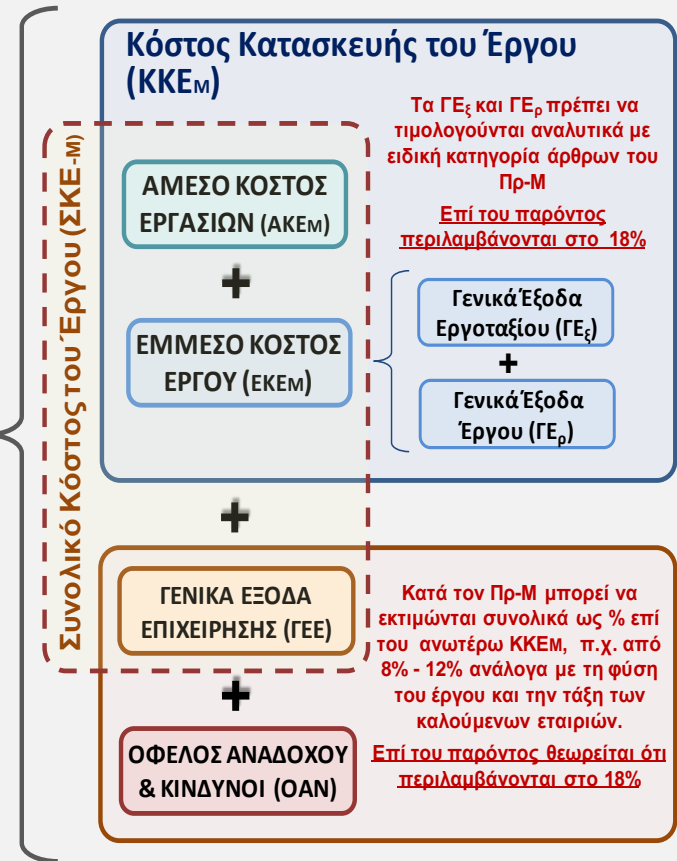 Κόστος Κατασκευής του Έργου
(ΚΚΕΜ)
Τα ΓΕξ και ΓΕρ πρέπει να
τιμολογούνται αναλυτικά με
ειδική κατηγορία άρθρων του
Πρ-Μ
Επί του παρόντος
περιλαμβάνονται στο 18%
Συνολικό Κόστος του Έργου (ΣΚΕ-Μ)
ΑΜΕΣΟ ΚΟΣΤΟΣ
ΕΡΓΑΣΙΩΝ (ΑΚΕΜ)
+
ΕΜΜΕΣΟ ΚΟΣΤΟΣ
ΕΡΓΟΥ (ΕΚΕΜ)
Γενικά Έξοδα
Εργοταξίου (ΓΕξ)
+
Γενικά Έξοδα
Έργου (ΓΕρ)
+
ΓΕΝΙΚΑ ΕΞΟΔΑ
ΕΠΙΧΕΙΡΗΣΗΣ (ΓΕΕ)
+
ΟΦΕΛΟΣ ΑΝΑΔΟΧΟΥ
& ΚΙΝΔΥΝΟΙ (ΟΑΝ)
Κατά τον Πρ-Μ μπορεί να
εκτιμώνται συνολικά ως % επί
του ανωτέρω ΚΚΕΜ, π.χ. από
8% - 12% ανάλογα με τη φύση
του έργου και την τάξη των
καλούμενων εταιριών.
Επί του παρόντος θεωρείται ότι
περιλαμβάνονται στο 18%